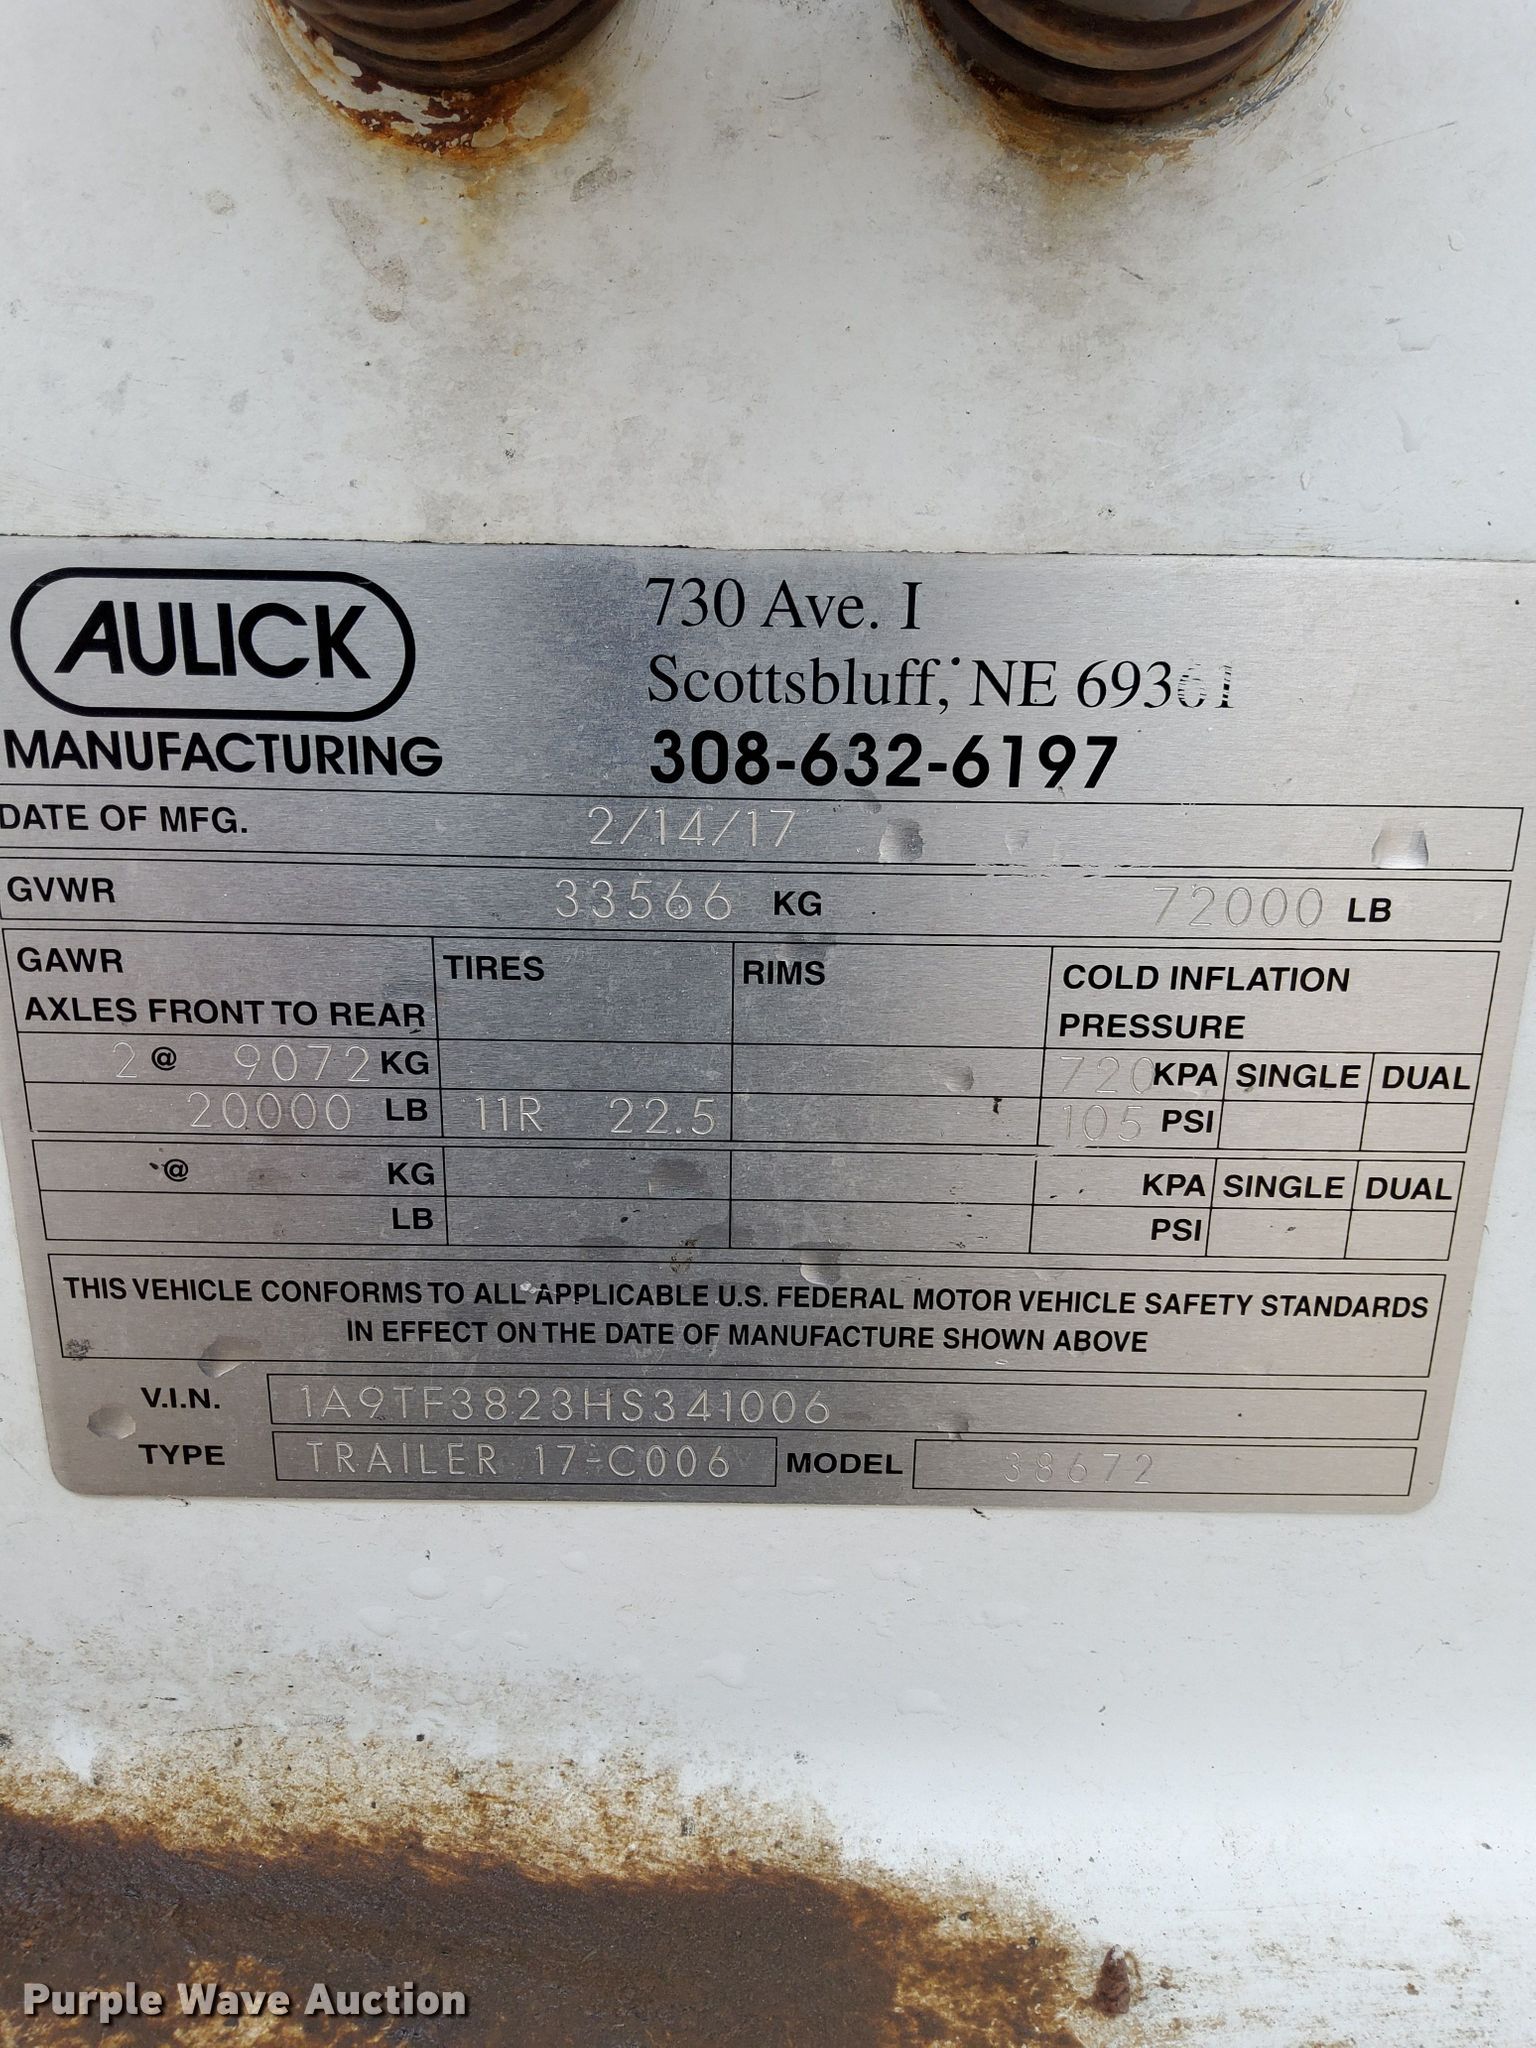 AULICK
MANUFACTURING
730 Ave. I
Scottsbluff, NE 69361
308-632-6197
DATE OF MFG. 2/14/17
GVWR 33566 KG 72000 LB
GAWR TIRES RIMS COLD INFLATION
AXLES FRONT TO REAR PRESSURE
2 @ 9072 KG 720 KPA SINGLE DUAL
20000 LB 11R 22.5 105 PSI
@ KG KPA SINGLE DUAL
LB PSI
THIS VEHICLE CONFORMS TO ALL APPLICABLE U.S. FEDERAL MOTOR VEHICLE SAFETY STANDARDS
IN EFFECT ON THE DATE OF MANUFACTURE SHOWN ABOVE
V.I.N. 1A9TF3823HS341006
TYPE TRAILER 17-C006 MODEL 38672
Purple Wave Auction